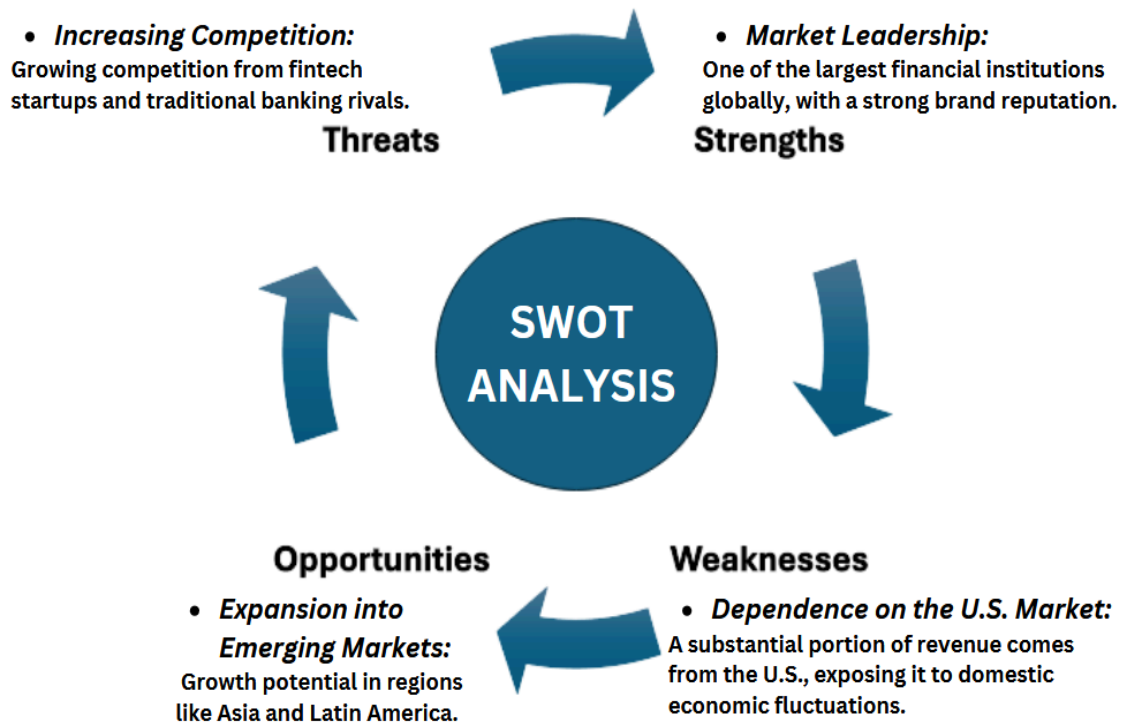 • Increasing Competition:
Growing competition from fintech
startups and traditional banking rivals.
Threats
• Market Leadership:
One of the largest financial institutions
globally, with a strong brand reputation.
Strengths
SWOT
ANALYSIS
Opportunities
• Expansion into
Emerging Markets:
Growth potential in regions
like Asia and Latin America.
Weaknesses
• Dependence on the U.S. Market:
A substantial portion of revenue comes
from the U.S., exposing it to domestic
economic fluctuations.